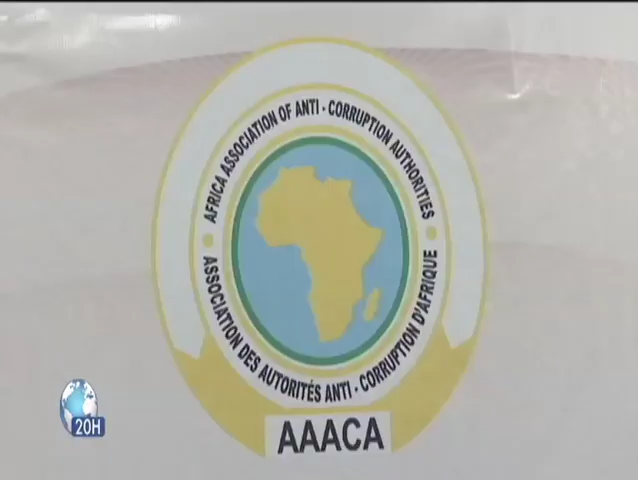 AFRICA ASSOCIATION OF ANTI - CORRUPTION AUTHORITIES
ASSOCIATION DES AUTORITÉS ANTI - CORRUPTION D'AFRIQUE
AAACA
20H